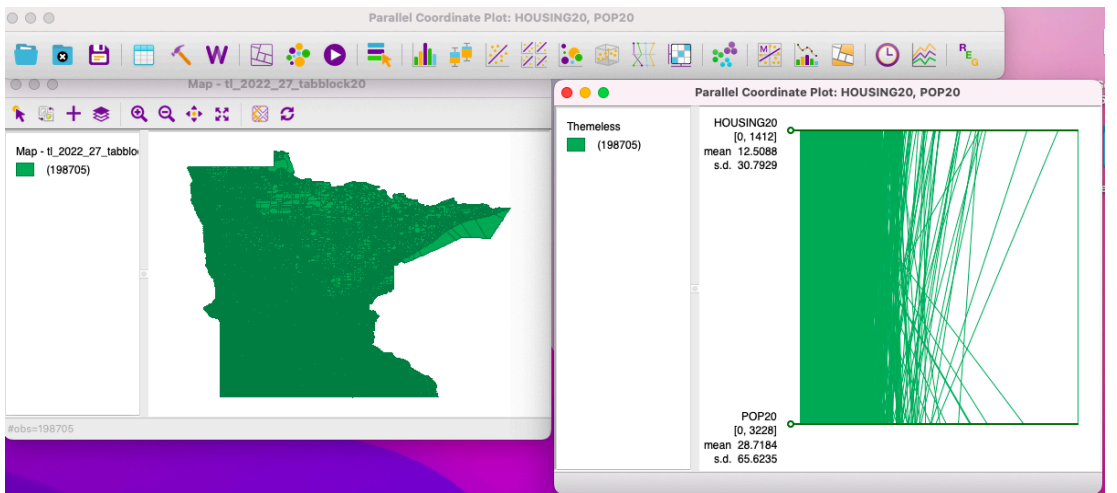 Parallel Coordinate Plot: HOUSING20, POP20
W
M
R
E
G
Map - tl_2022_27_tabblock20
Map - tl_2022_27_tabblo
(198705)
#obs=198705
Parallel Coordinate Plot: HOUSING20, POP20
Themeless
(198705)
HOUSING20
[0, 1412]
mean 12.5088
s.d. 30.7929
POP20
[0, 3228]
mean 28.7184
s.d. 65.6235